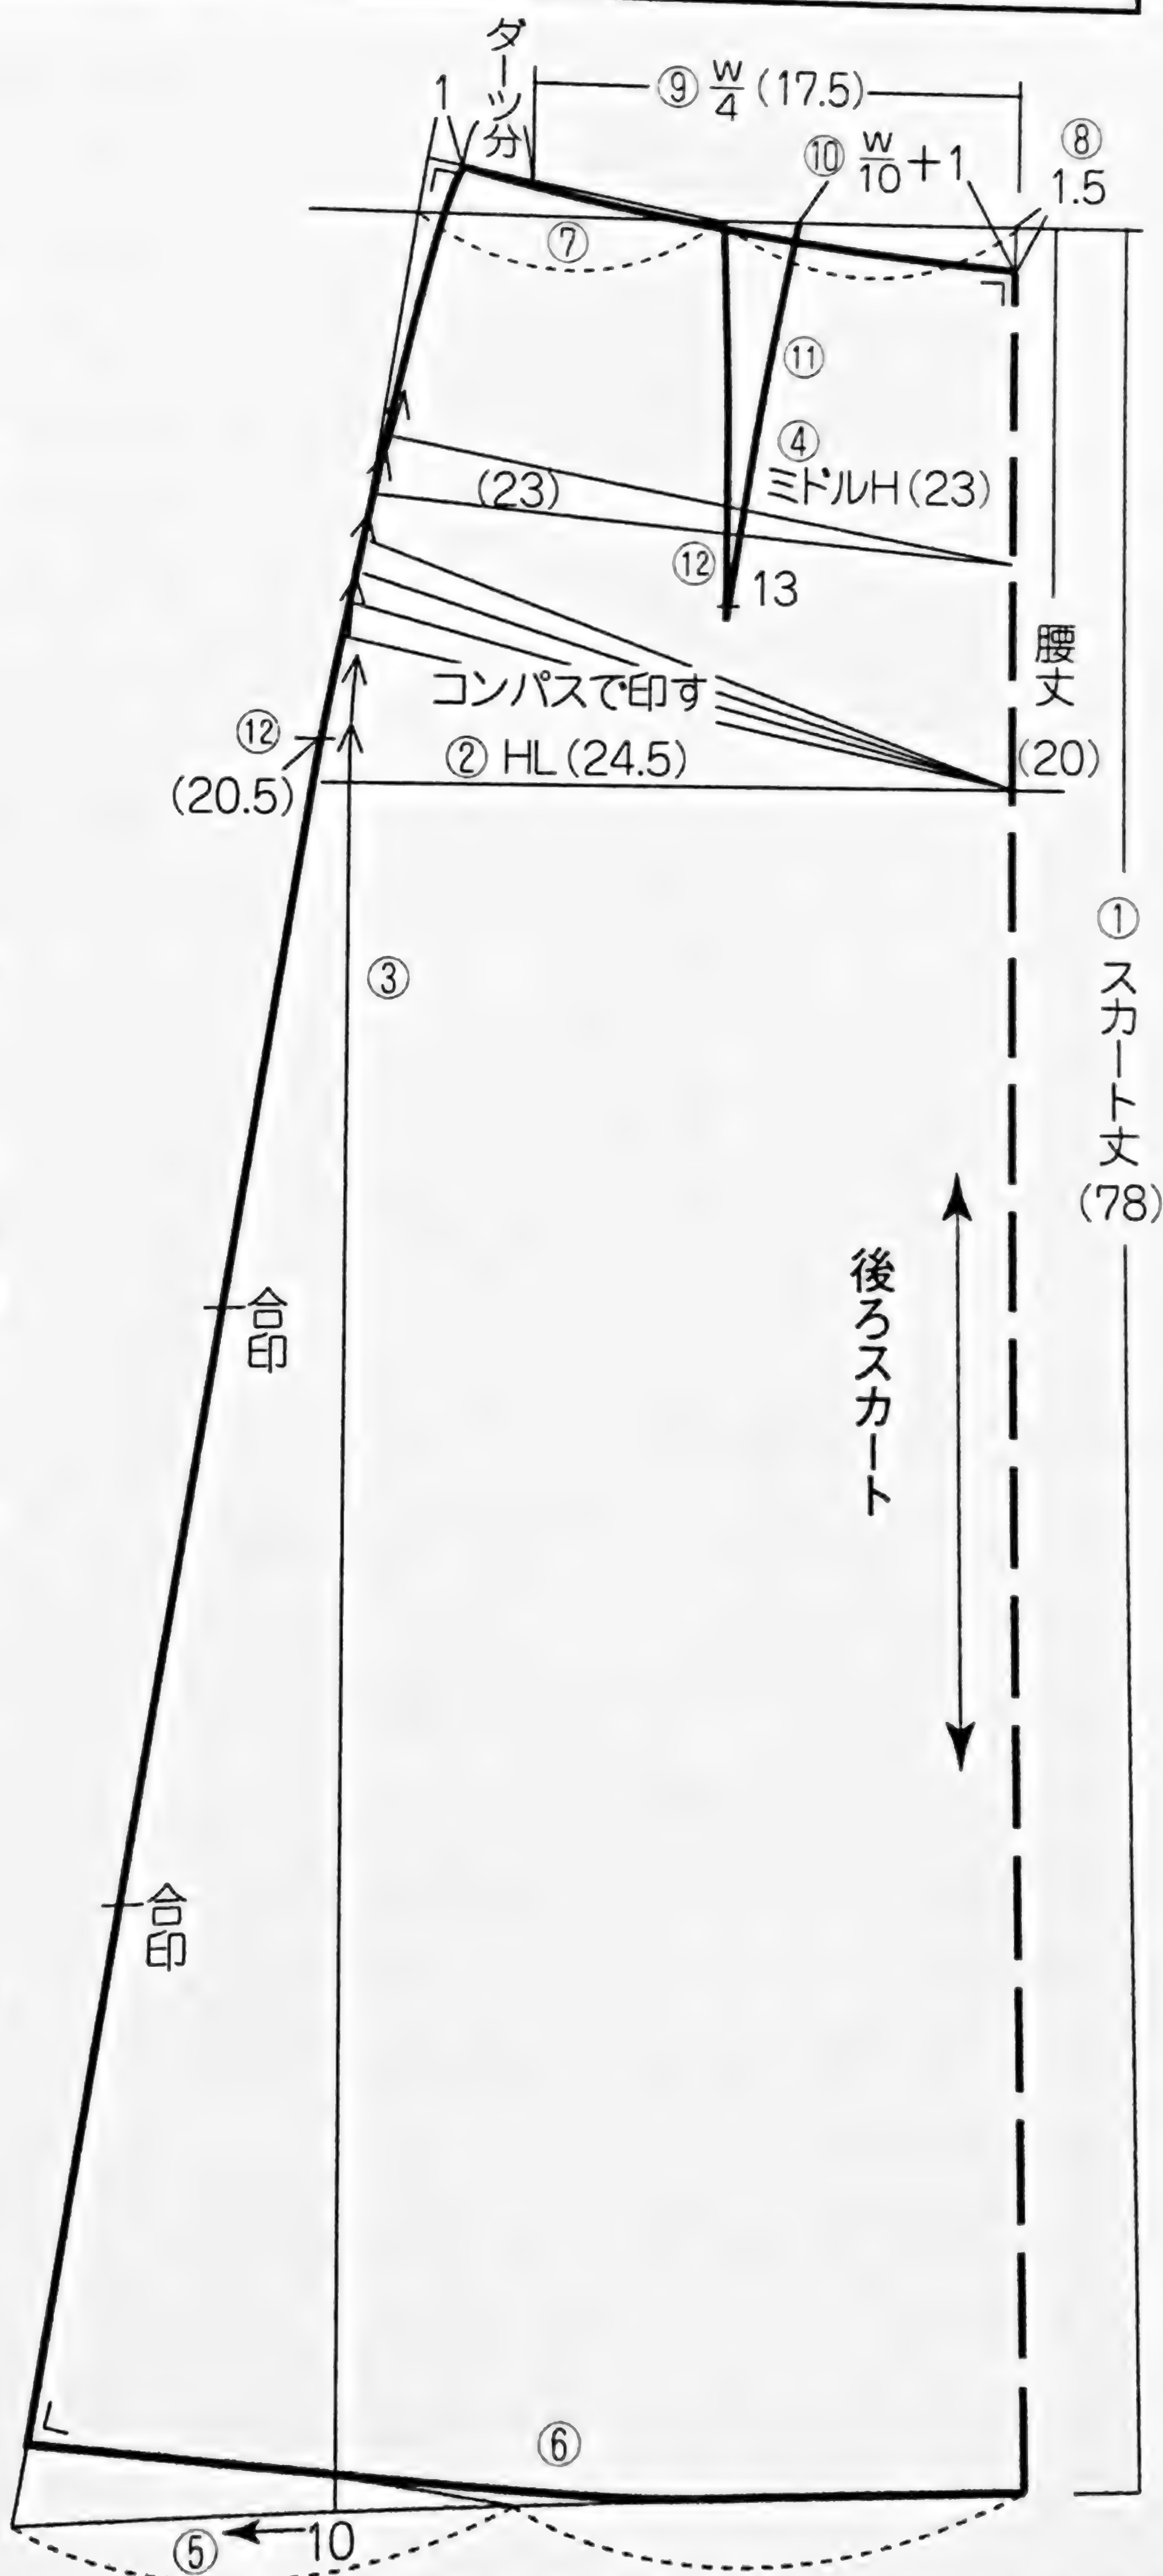 ダーツ分
1
⑨ W/4 (17.5)
⑩ W/10 +1
⑧
1.5
⑦
⑪
④
ミドルH(23)
(23)
⑫
13
腰丈
(20)
コンパスで印す
⑫
(20.5)
② HL(24.5)
③
① スカート丈
(78)
後ろスカート
合印
合印
⑥
⑤
10